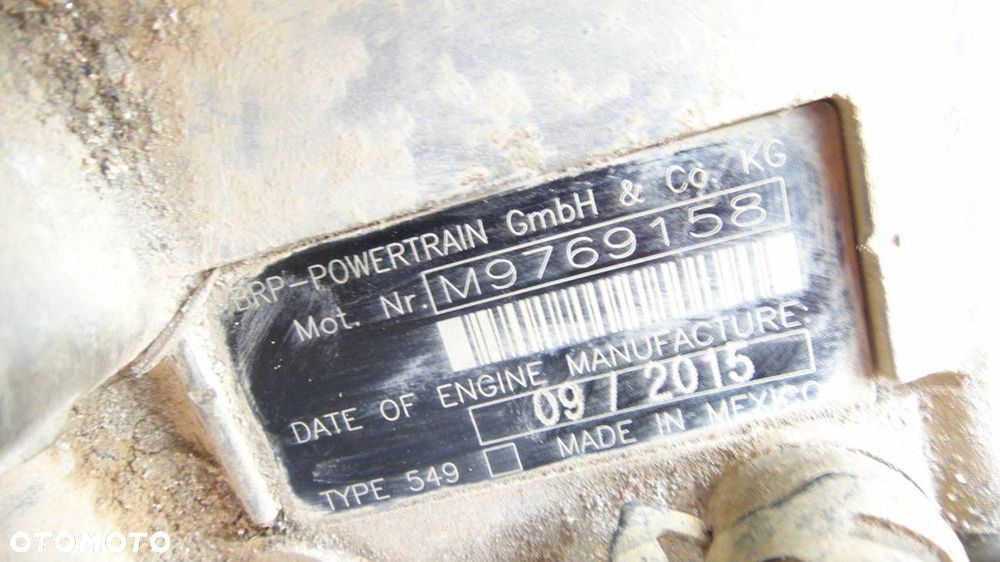 BRP-POWERTRAIN GmbH & Co. KG
Mot. Nr. M9769158
DATE OF ENGINE MANUFACTURE
09 / 2015
TYPE 549 MADE IN MEXICO
OTOMOTO